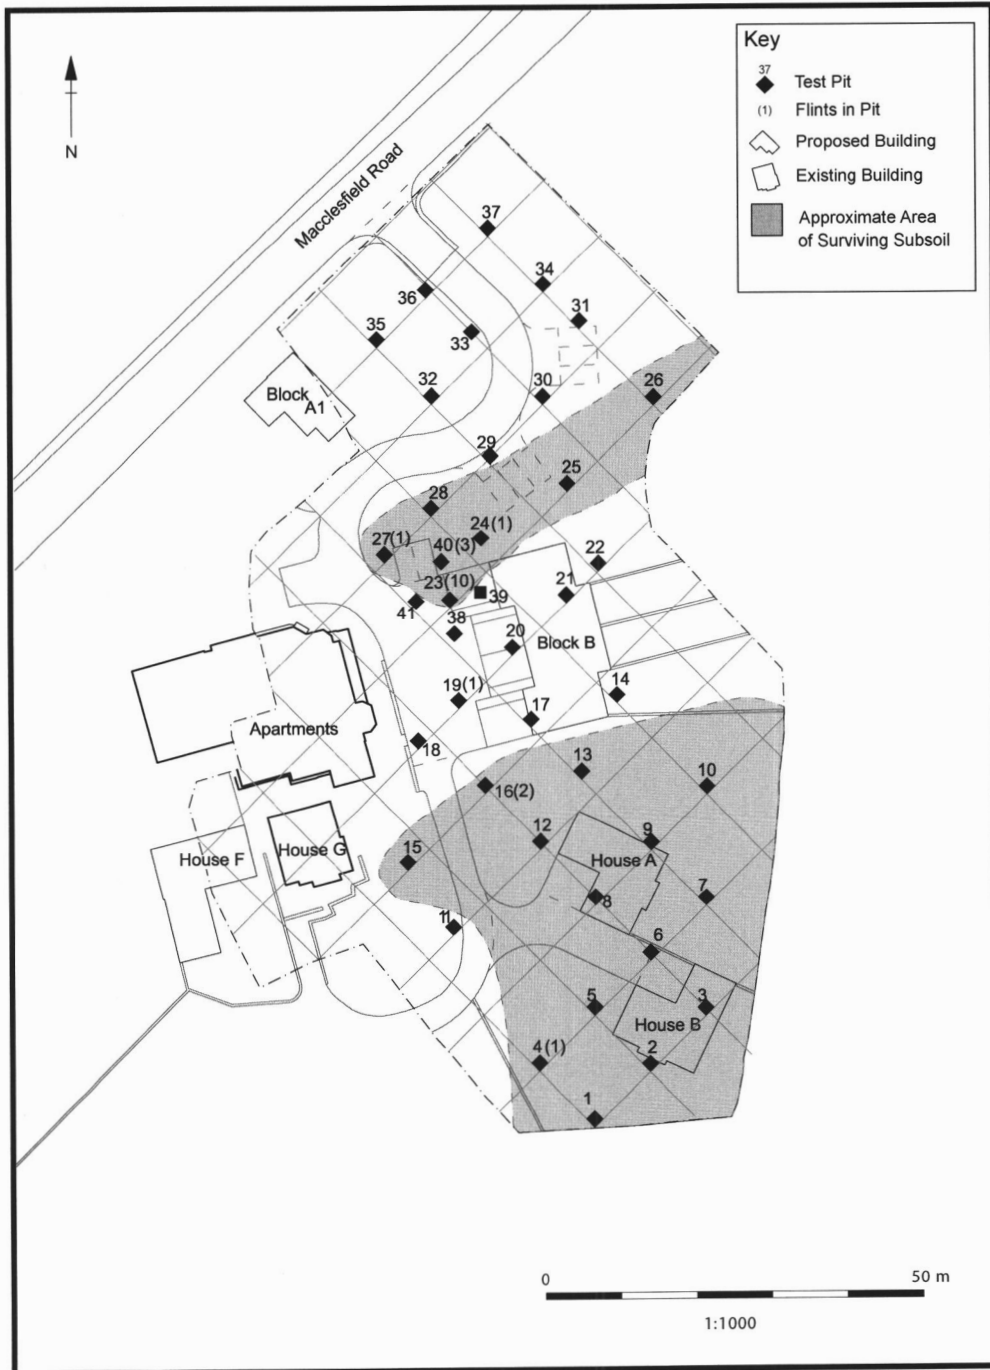 Key
37
Test Pit
(1)
Flints in Pit
Proposed Building
Existing Building
Approximate Area
of Surviving Subsoil
N
Macclesfield Road
37
34
36
31
35
33
Block
A1
32
30
26
29
25
28
24(1)
27(1)
40(3)
22
23(10)
21
39
41
38
20
Block B
19(1)
14
17
Apartments
18
13
10
16(2)
12
9
House F
House G
House A
15
7
8
11
6
5
3
House B
4(1)
2
1
0
50 m
1:1000